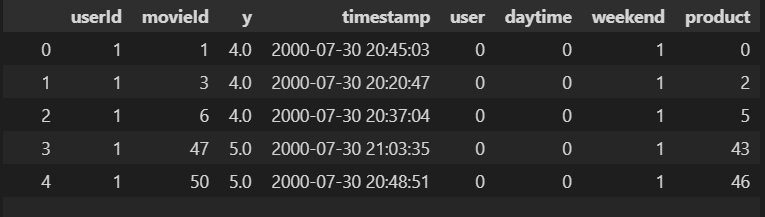 userId movieId y timestamp user daytime weekend product
0 1 1 4.0 2000-07-30 20:45:03 0 0 1 0
1 1 3 4.0 2000-07-30 20:20:47 0 0 1 2
2 1 6 4.0 2000-07-30 20:37:04 0 0 1 5
3 1 47 5.0 2000-07-30 21:03:35 0 0 1 43
4 1 50 5.0 2000-07-30 20:48:51 0 0 1 46